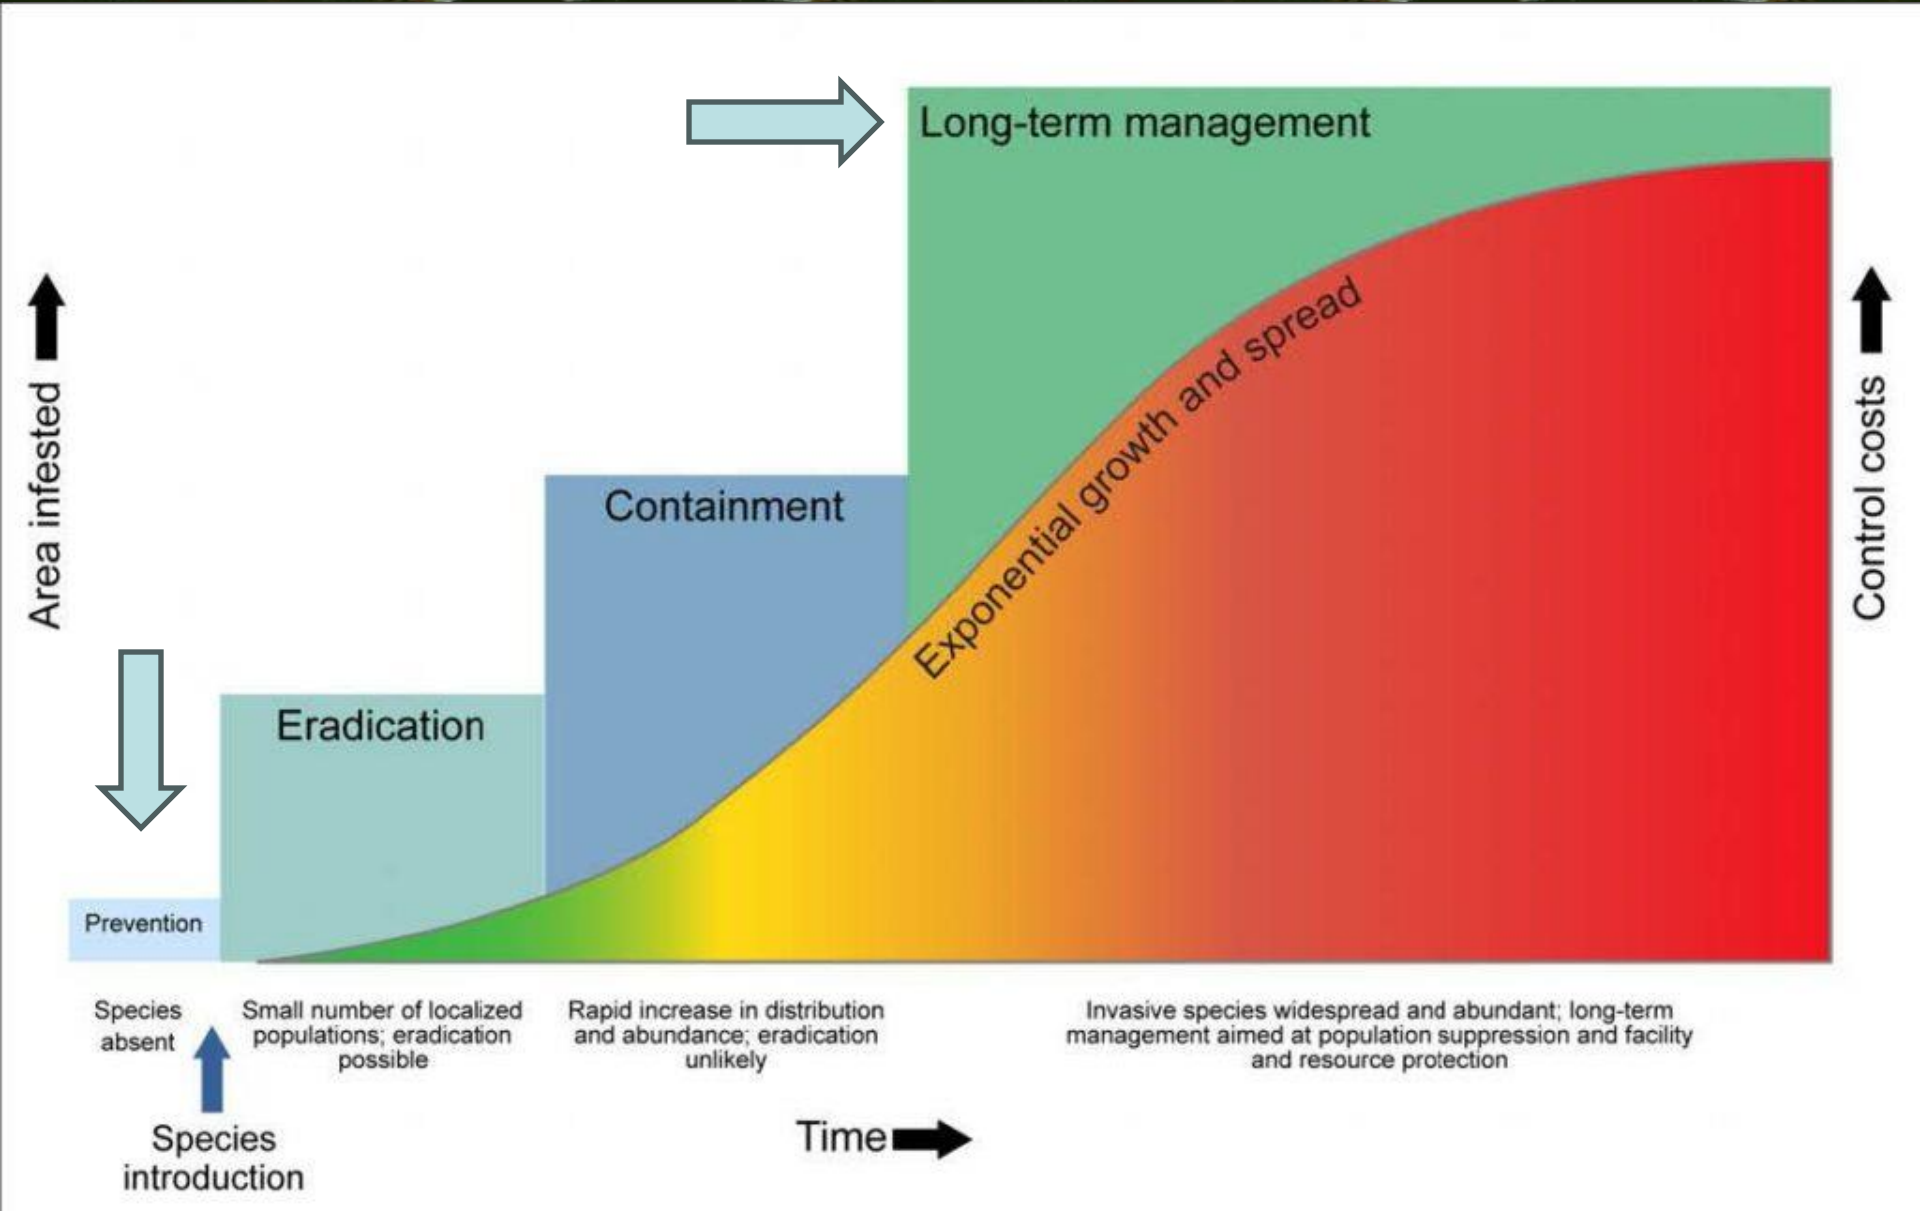 Long-term management
Exponential growth and spread
Area infested
Control costs
Containment
Eradication
Prevention
Species
absent
Small number of localized
populations; eradication
possible
Rapid increase in distribution
and abundance; eradication
unlikely
Invasive species widespread and abundant; long-term
management aimed at population suppression and facility
and resource protection
Species
introduction
Time